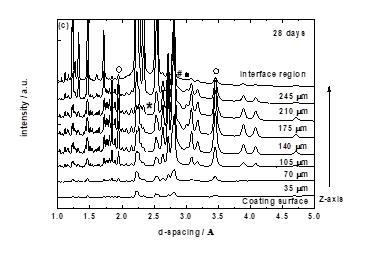 (c)
28 days
# ■
*
interface region
245 µm
210 µm
175 µm
140 µm
105 µm
70 µm
35 µm
Coating surface
Z-axis
intensity / a.u.
1.0 1.5 2.0 2.5 3.0 3.5 4.0 4.5 5.0
d-spacing / A